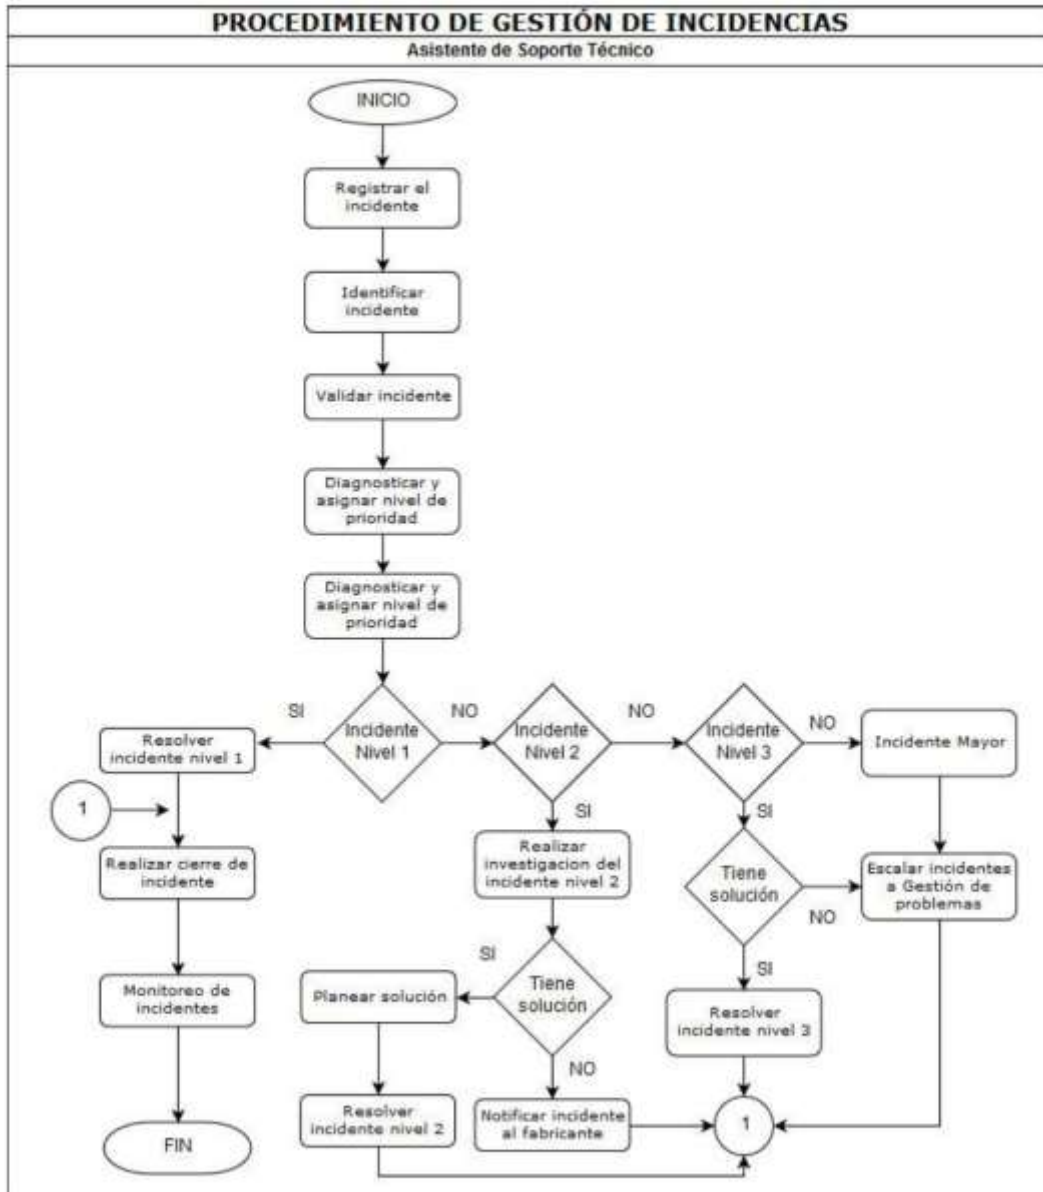 PROCEDIMIENTO DE GESTIÓN DE INCIDENCIAS
Asistente de Soporte Técnico
INICIO
Registrar el
incidente
Identificar
incidente
Validar incidente
Diagnosticar y
asignar nivel de
prioridad
Diagnosticar y
asignar nivel de
prioridad
SI
Incidente
Nivel 1
NO
Incidente
Nivel 2
NO
Incidente
Nivel 3
NO
Incidente Mayor
Resolver
incidente nivel 1
1
Realizar cierre de
incidente
Monitoreo de
incidentes
FIN
SI
Realizar
investigacion del
incidente nivel 2
SI
Tiene
solución
Planear solución
Resolver
incidente nivel 2
NO
Notificar incidente
al fabricante
SI
Tiene
solución
NO
Escalar incidentes
a Gestión de
problemas
SI
Resolver
incidente nivel 3
1